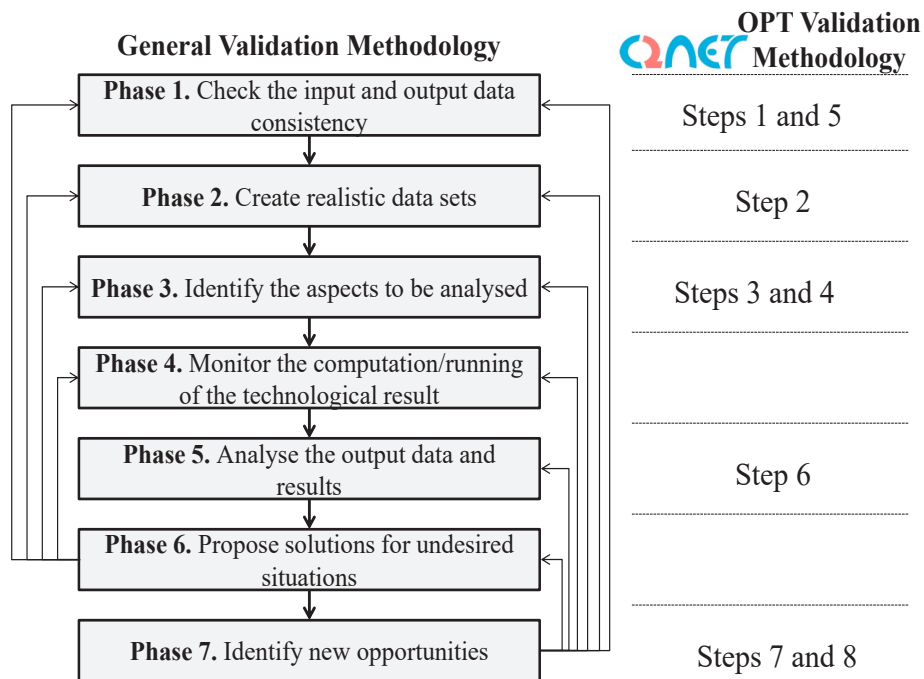 General Validation Methodology
C2NET
OPT Validation
Methodology
Phase 1. Check the input and output data
consistency
Steps 1 and 5
Phase 2. Create realistic data sets
Step 2
Phase 3. Identify the aspects to be analysed
Steps 3 and 4
Phase 4. Monitor the computation/running
of the technological result
Phase 5. Analyse the output data and
results
Step 6
Phase 6. Propose solutions for undesired
situations
Phase 7. Identify new opportunities
Steps 7 and 8